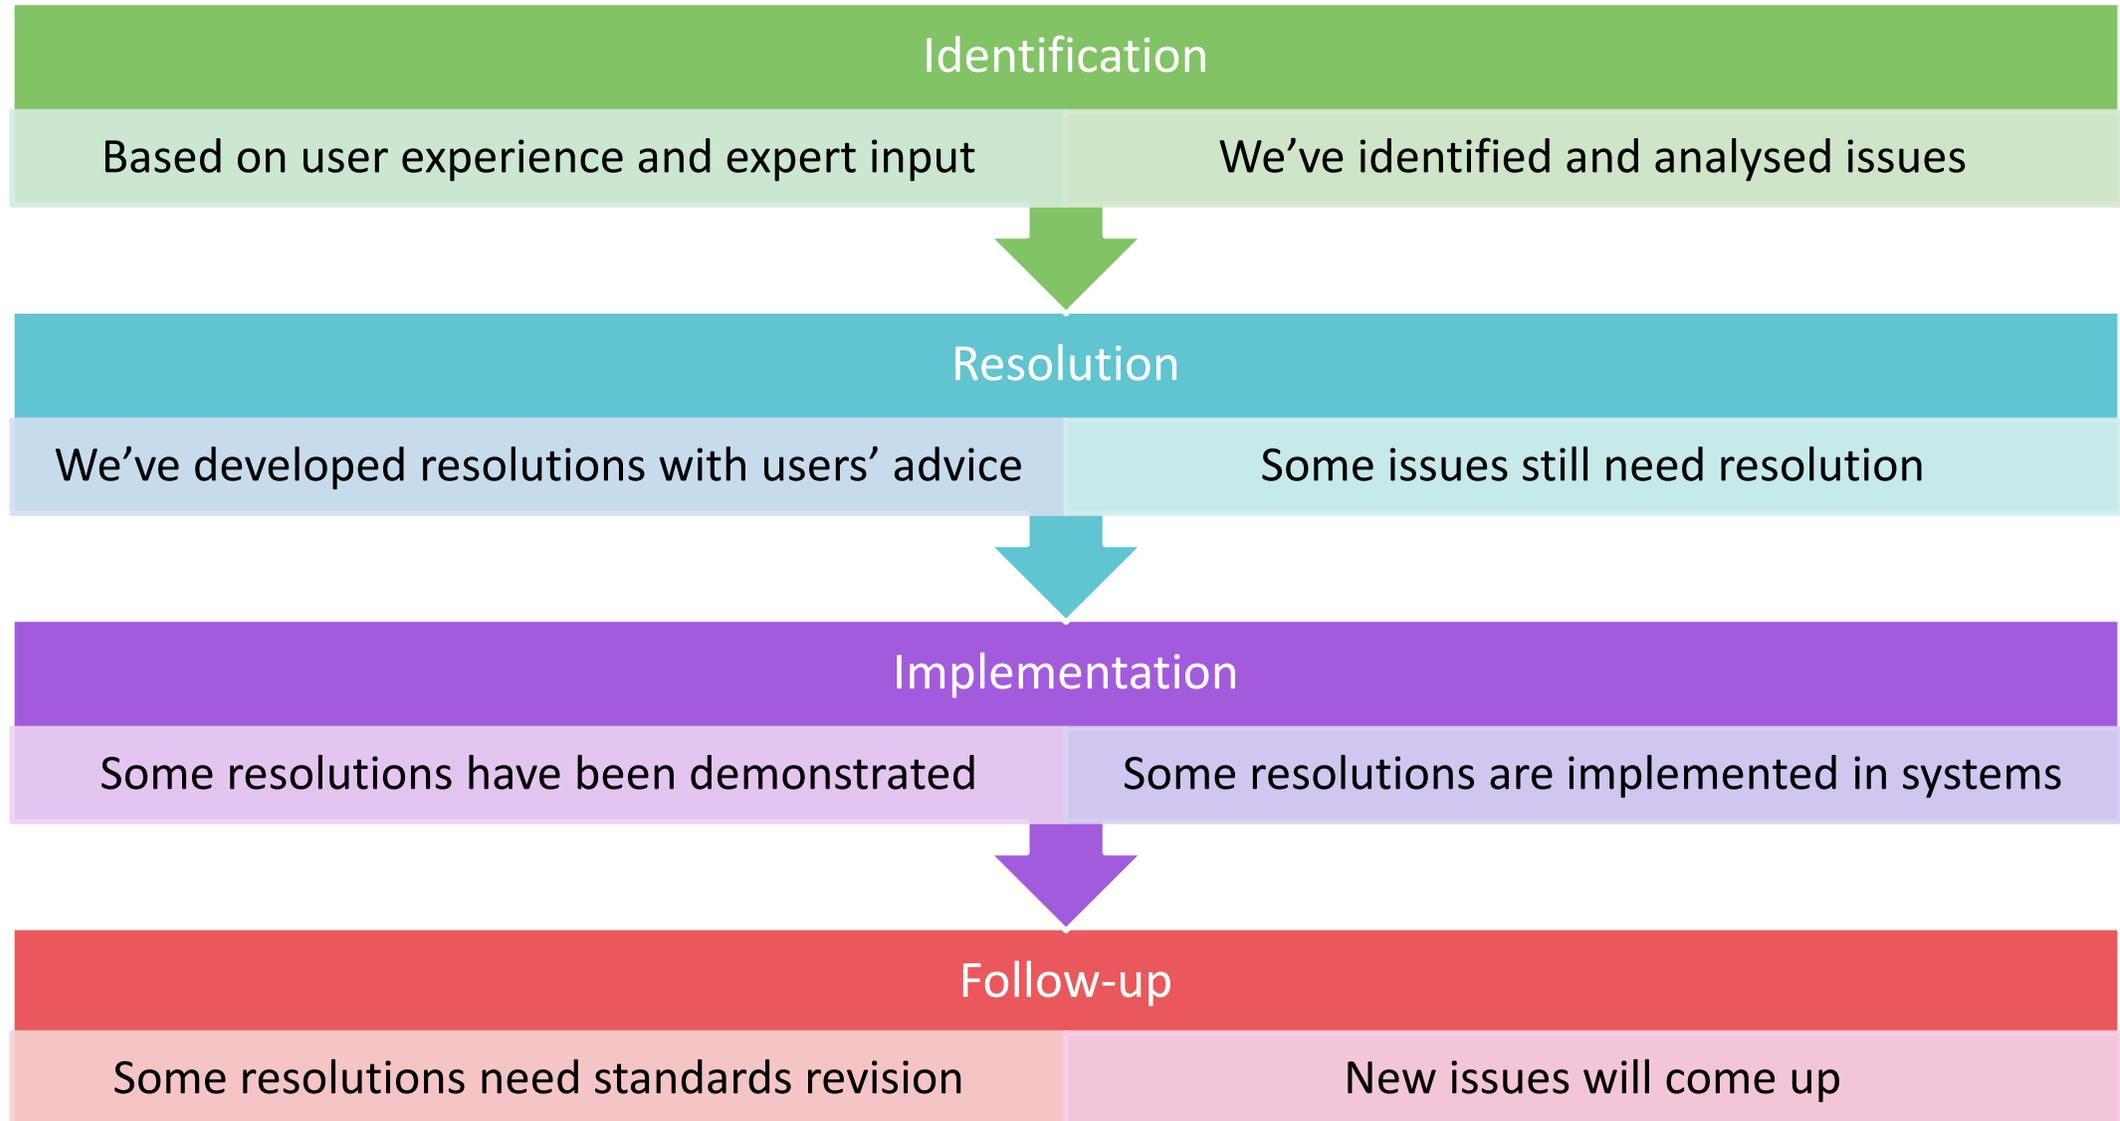 Identification
Based on user experience and expert input
We’ve identified and analysed issues
Resolution
We’ve developed resolutions with users’ advice
Some issues still need resolution
Implementation
Some resolutions have been demonstrated
Some resolutions are implemented in systems
Follow-up
Some resolutions need standards revision
New issues will come up